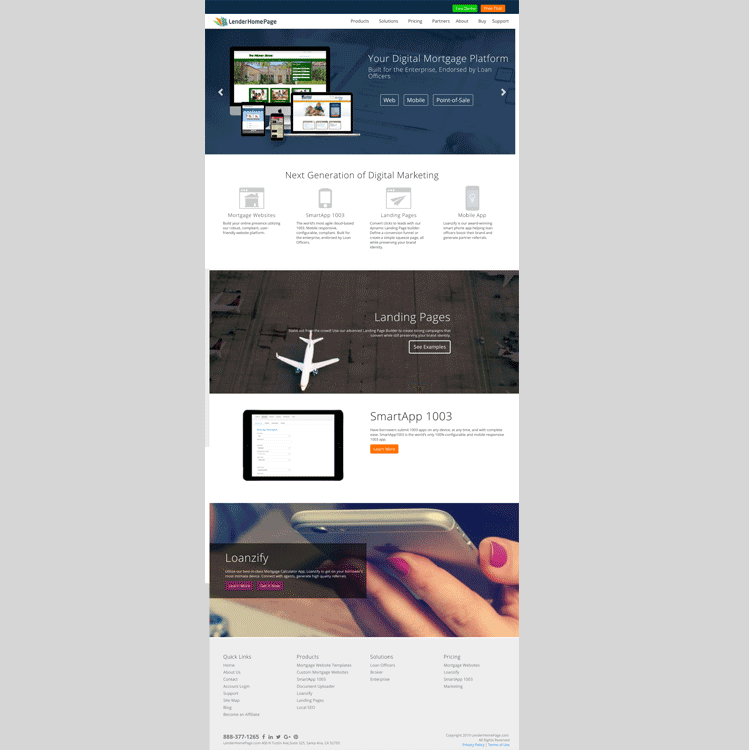 Live Demo Free Trial
LenderHomePage Products Solutions Pricing Partners About Buy Support
Your Digital Mortgage Platform
Built for the Enterprise, Endorsed by Loan
Officers
Web Mobile Point-of-Sale
Next Generation of Digital Marketing
Mortgage Websites
Build your online presence utilizing
our robust, compliant, user-
friendly website platform.
SmartApp 1003
The world's most agile cloud-based
1003. Mobile responsive,
configurable, compliant. Built for
the enterprise, endorsed by Loan
Officers.
Landing Pages
Convert clicks to leads with our
dynamic Landing Page builder.
Define a conversion funnel or
create a simple squeeze page, all
while preserving your brand
identity.
Mobile App
Loanzify is our award-winning
smart phone app helping loan
officers boost their brand and
generate partner referrals.
Landing Pages
Stand out from the crowd! Use our advanced Landing Page Builder to create strong campaigns that
convert while still preserving your brand identity.
See Examples
SmartApp 1003
Have borrowers submit 1003 apps on any device, at any time, and with complete
ease. SmartApp1003 is the world's only 100% configurable and mobile responsive
1003 app.
Learn More
Loanzify
Utilize our best-in-class Mortgage Calculator App. Loanzify is get on your borrower's
most intimate device. Connect with agents, generate high quality referrals.
Learn More Get It Now
Quick Links
Home
About Us
Contact
Account Login
Support
Site Map
Blog
Become an Affiliate
Products
Mortgage Website Templates
Custom Mortgage Websites
SmartApp 1003
Document Uploader
Loanzify
Landing Pages
Local SEO
Solutions
Loan Officers
Broker
Enterprise
Pricing
Mortgage Websites
Loanzify
SmartApp 1003
Marketing
888-377-1265
LenderHomePage.com 400 N Tustin Ave,Suite 325, Santa Ana, CA 92705
Copyright 2019 LenderHomePage.com.
All Rights Reserved
Privacy Policy | Terms of Use